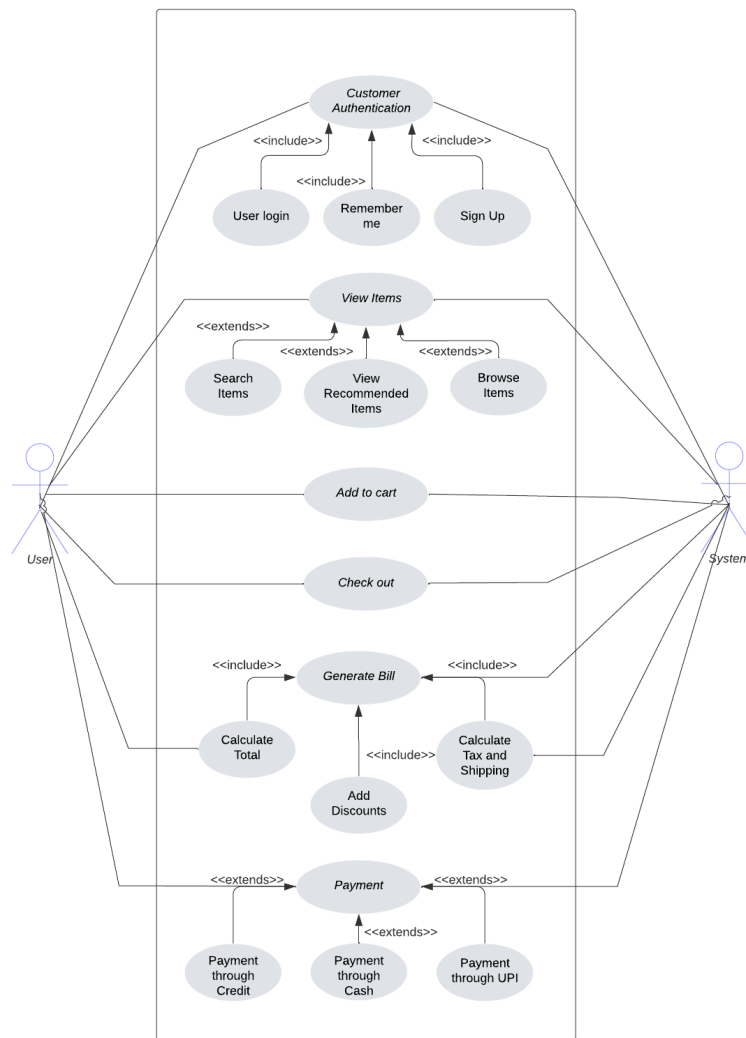 Customer
Authentication
<<include>>
<<include>>
<<include>>
User login
Remember
me
Sign Up
View Items
<<extends>>
<<extends>>
<<extends>>
Search
Items
View
Recommended
Items
Browse
Items
Add to cart
User
System
Check out
<<include>>
<<include>>
Generate Bill
Calculate
Total
<<include>>
Calculate
Tax and
Shipping
Add
Discounts
<<extends>>
Payment
<<extends>>
<<extends>>
Payment
through
Credit
Payment
through
Cash
Payment
through UPI